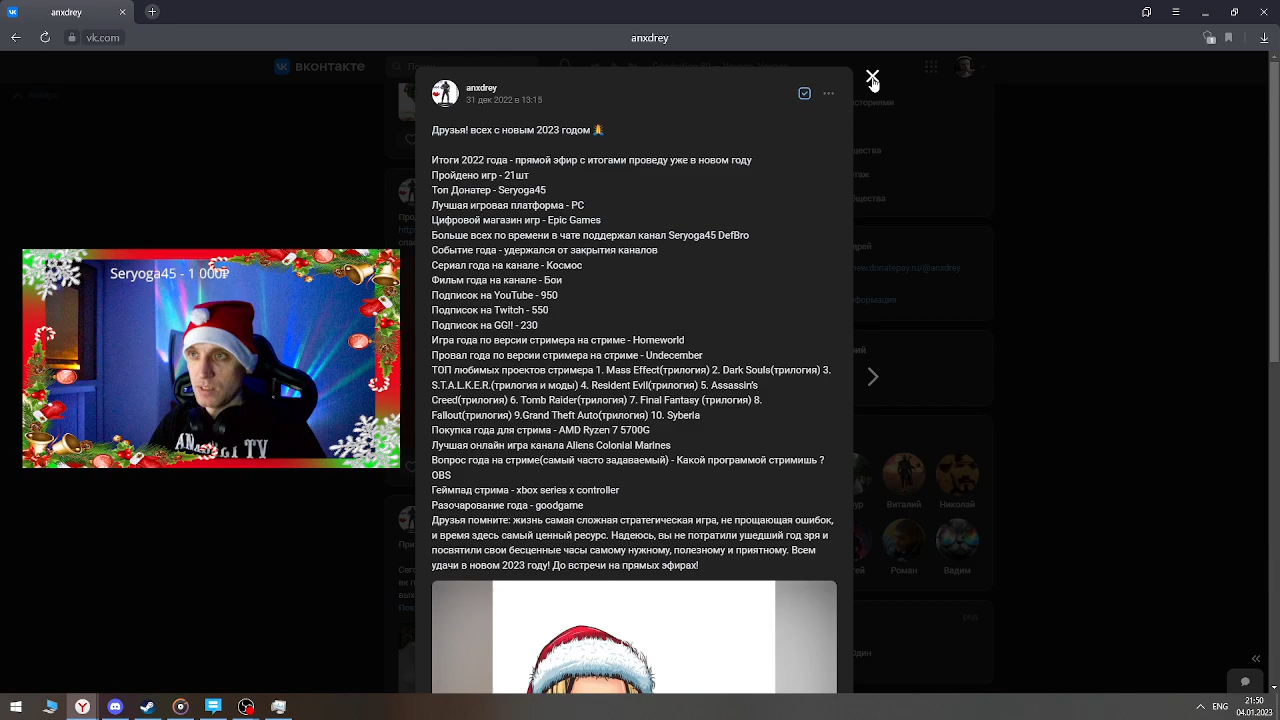 anxdrey
vk.com
anxdrey
вконтакте
anxdrey
31 дек 2022 в 13:15
Друзья! всех с новым 2023 годом
Итоги 2022 года - прямой эфир с итогами проведу уже в новом году
Пройдено игр - 21шт
Топ Донатер - Seryoga45
Лучшая игровая платформа - PC
Цифровой магазин игр - Epic Games
Больше всех по времени в чате поддержал канал Seryoga45 DefBro
Событие года - удержался от закрытия каналов
Сериал года на канале - Космос
Фильм года на канале - Бои
Подписок на YouTube - 950
Подписок на Twitch - 550
Подписок на GG!! - 230
Игра года по версии стримера на стриме - Homeworld
Провал года по версии стримера на стриме - Undecember
ТОП любимых проектов стримера 1. Mass Effect(трилогия) 2. Dark Souls(трилогия) 3.
S.T.A.L.K.E.R.(трилогия и моды) 4. Resident Evil(трилогия) 5. Assassin's
Creed(трилогия) 6. Tomb Raider(трилогия) 7. Final Fantasy (трилогия) 8.
Fallout(трилогия) 9.Grand Theft Auto(трилогия) 10. Syberia
Покупка года для стрима - AMD Ryzen 7 5700G
Лучшая онлайн игра канала Aliens Colonial Marines
Вопрос года на стриме(самый часто задаваемый) - Какой программой стримишь ?
OBS
Геймпад стрима - xbox series x controller
Разочарование года - goodgame
Друзья помните: жизнь самая сложная стратегическая игра, не прощающая ошибок,
и время здесь самый ценный ресурс. Надеюсь, вы не потратили ушедший год зря и
посвятили свои бесценные часы самому нужному, полезному и приятному. Всем
удачи в новом 2023 году! До встречи на прямых эфирах!
Seryoga45 - 1 000₽
Виталий
Николай
Роман
Вадим
ENG
21:50
04.01.2023